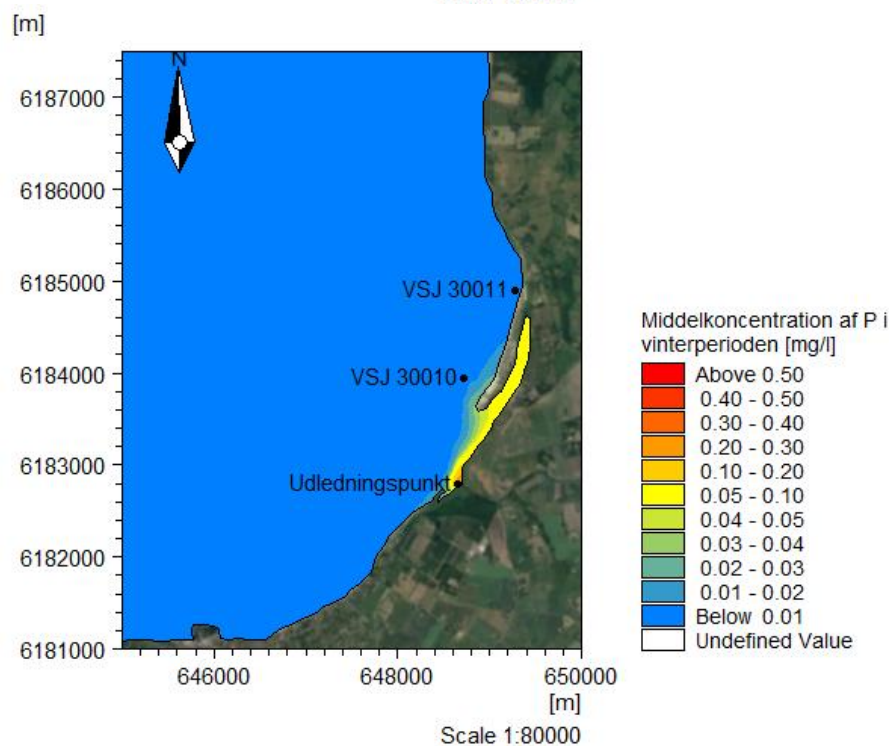 [m]
N
6187000
6186000
6185000
6184000
6183000
6182000
6181000
VSJ 30011
VSJ 30010
Udledningspunkt
646000
648000
650000
[m]
Scale 1:80000
Middelkoncentration af P i
vinterperioden [mg/l]
Above 0.50
0.40 - 0.50
0.30 - 0.40
0.20 - 0.30
0.10 - 0.20
0.05 - 0.10
0.04 - 0.05
0.03 - 0.04
0.02 - 0.03
0.01 - 0.02
Below 0.01
Undefined Value